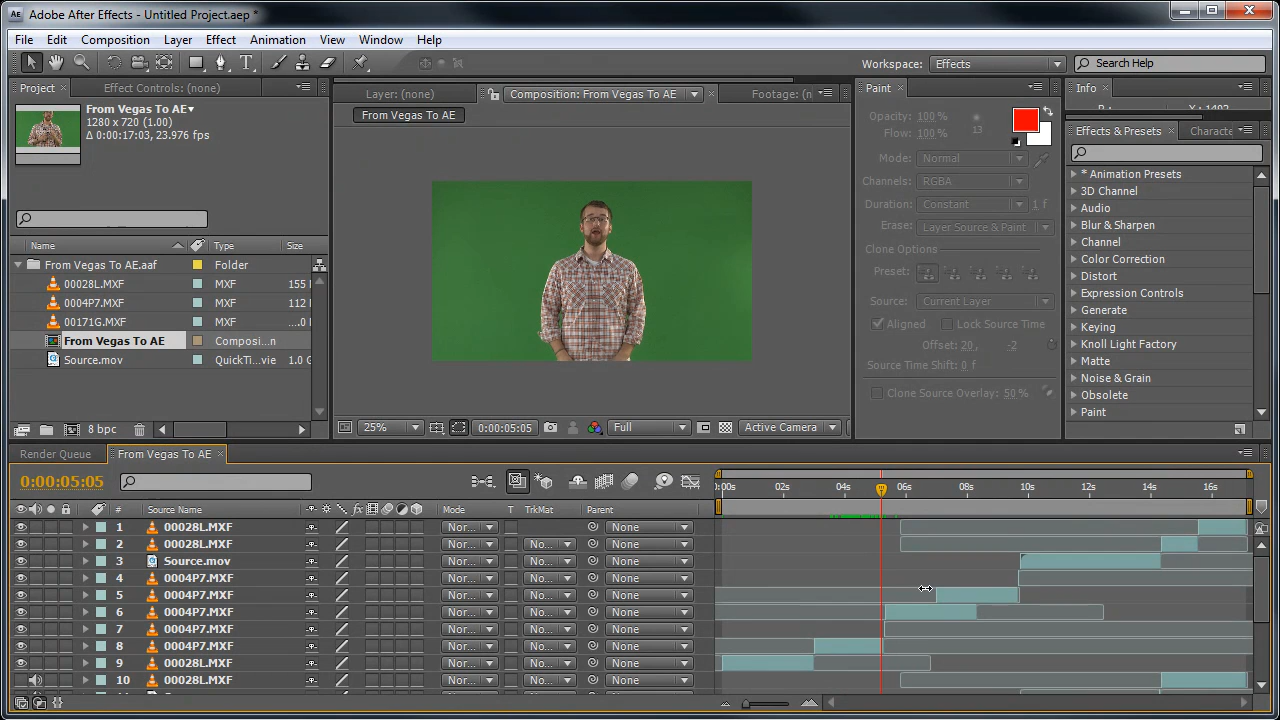 Adobe After Effects - Untitled Project.aep *
File Edit Composition Layer Effect Animation View Window Help
Workspace: Effects Search Help
Project Effect Controls: (none)
Layer: (none) Composition: From Vegas To AE Footage: (n
From Vegas To AE
From Vegas To AE
1280 x 720 (1.00)
Δ 0:00:17:03, 23.976 fps
Name Type Size
From Vegas To AE.aaf Folder
00028L.MXF MXF 155
0004P7.MXF MXF 112
00171G.MXF MXF ....0
From Vegas To AE Composi...n
Source.mov QuickTi...vie 1.0
8 bpc
25% 0:00:05:05 Full Active Camera
Paint
Opacity: 100 %
Flow: 100 %
13
Mode: Normal
Channels: RGBA
Duration: Constant 1 f
Erase: Layer Source & Paint
Clone Options
Preset:
Source: Current Layer
Aligned Lock Source Time
Offset: 20, -2
Source Time Shift: 0 f
Clone Source Overlay: 50 %
Info
Effects & Presets Characte
* Animation Presets
3D Channel
Audio
Blur & Sharpen
Channel
Color Correction
Distort
Expression Controls
Generate
Keying
Knoll Light Factory
Matte
Noise & Grain
Obsolete
Paint
Render Queue From Vegas To AE
0:00:05:05
:00s 02s 04s 06s 08s 10s 12s 14s 16s
# Source Name Mode T TrkMat Parent
1 00028L.MXF Nor... None
2 00028L.MXF Nor... No... None
3 Source.mov Nor... No... None
4 0004P7.MXF Nor... No... None
5 0004P7.MXF Nor... No... None
6 0004P7.MXF Nor... No... None
7 0004P7.MXF Nor... No... None
8 0004P7.MXF Nor... No... None
9 00028L.MXF Nor... No... None
10 00028L.MXF Nor... No... None